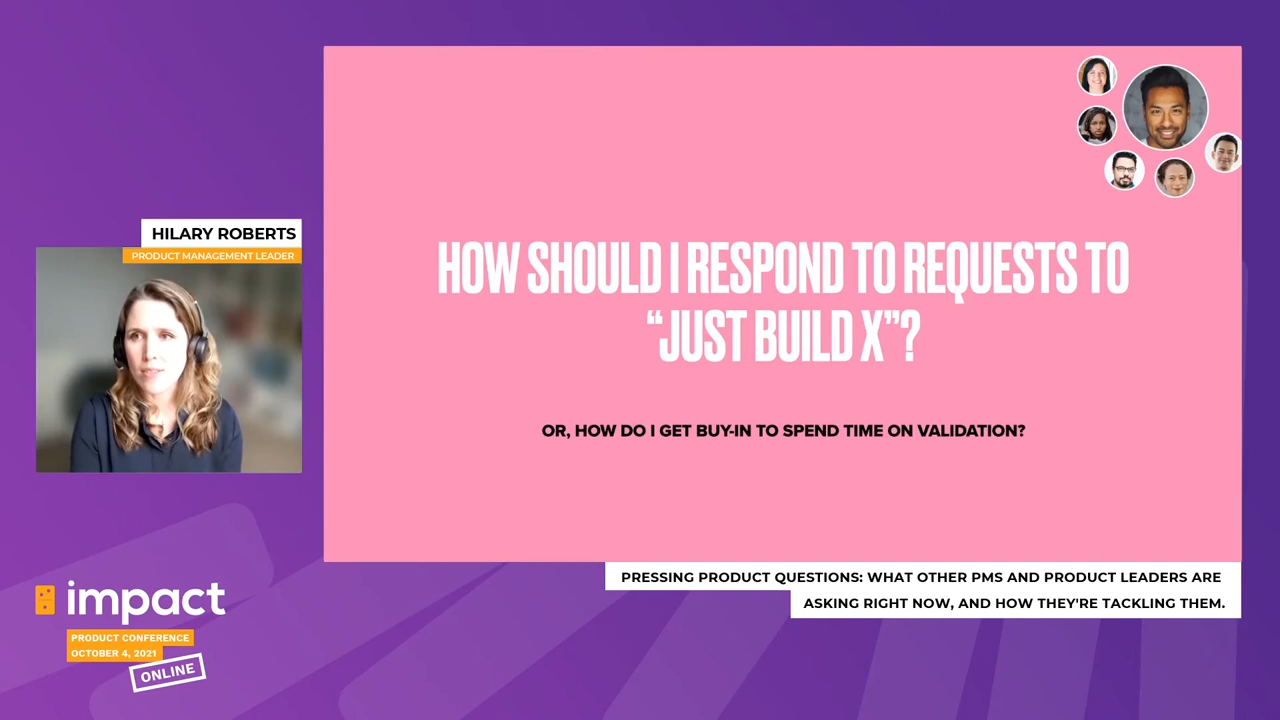 HILARY ROBERTS
PRODUCT MANAGEMENT LEADER
HOW SHOULD I RESPOND TO REQUESTS TO
“JUST BUILD X”?
OR, HOW DO I GET BUY-IN TO SPEND TIME ON VALIDATION?
PRESSING PRODUCT QUESTIONS: WHAT OTHER PMS AND PRODUCT LEADERS ARE
ASKING RIGHT NOW, AND HOW THEY'RE TACKLING THEM.
impact
PRODUCT CONFERENCE
OCTOBER 4, 2021
ONLINE